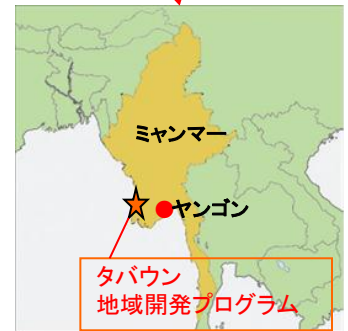 ミャンマー
ヤンゴン
タバウン
地域開発プログラム